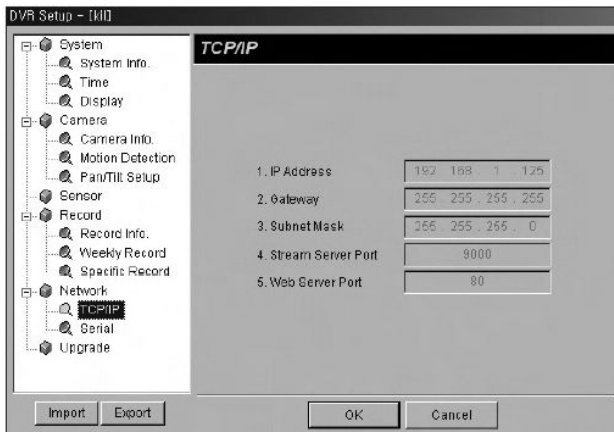 DVR Setup - [kll]
System
System Info.
Time
Display
Camera
Camera Info.
Motion Detection
Pan/Tilt Setup
Sensor
Record
Record Info.
Weekly Record
Specific Record
Network
TCP/IP
Serial
Upgrade
Import Export
TCP/IP
1. IP Address 192 . 168 . 1 . 125
2. Gateway 255 . 255 . 255 . 255
3. Subnet Mask 255 . 255 . 255 . 0
4. Stream Server Port 9000
5. Web Server Port 80
OK Cancel